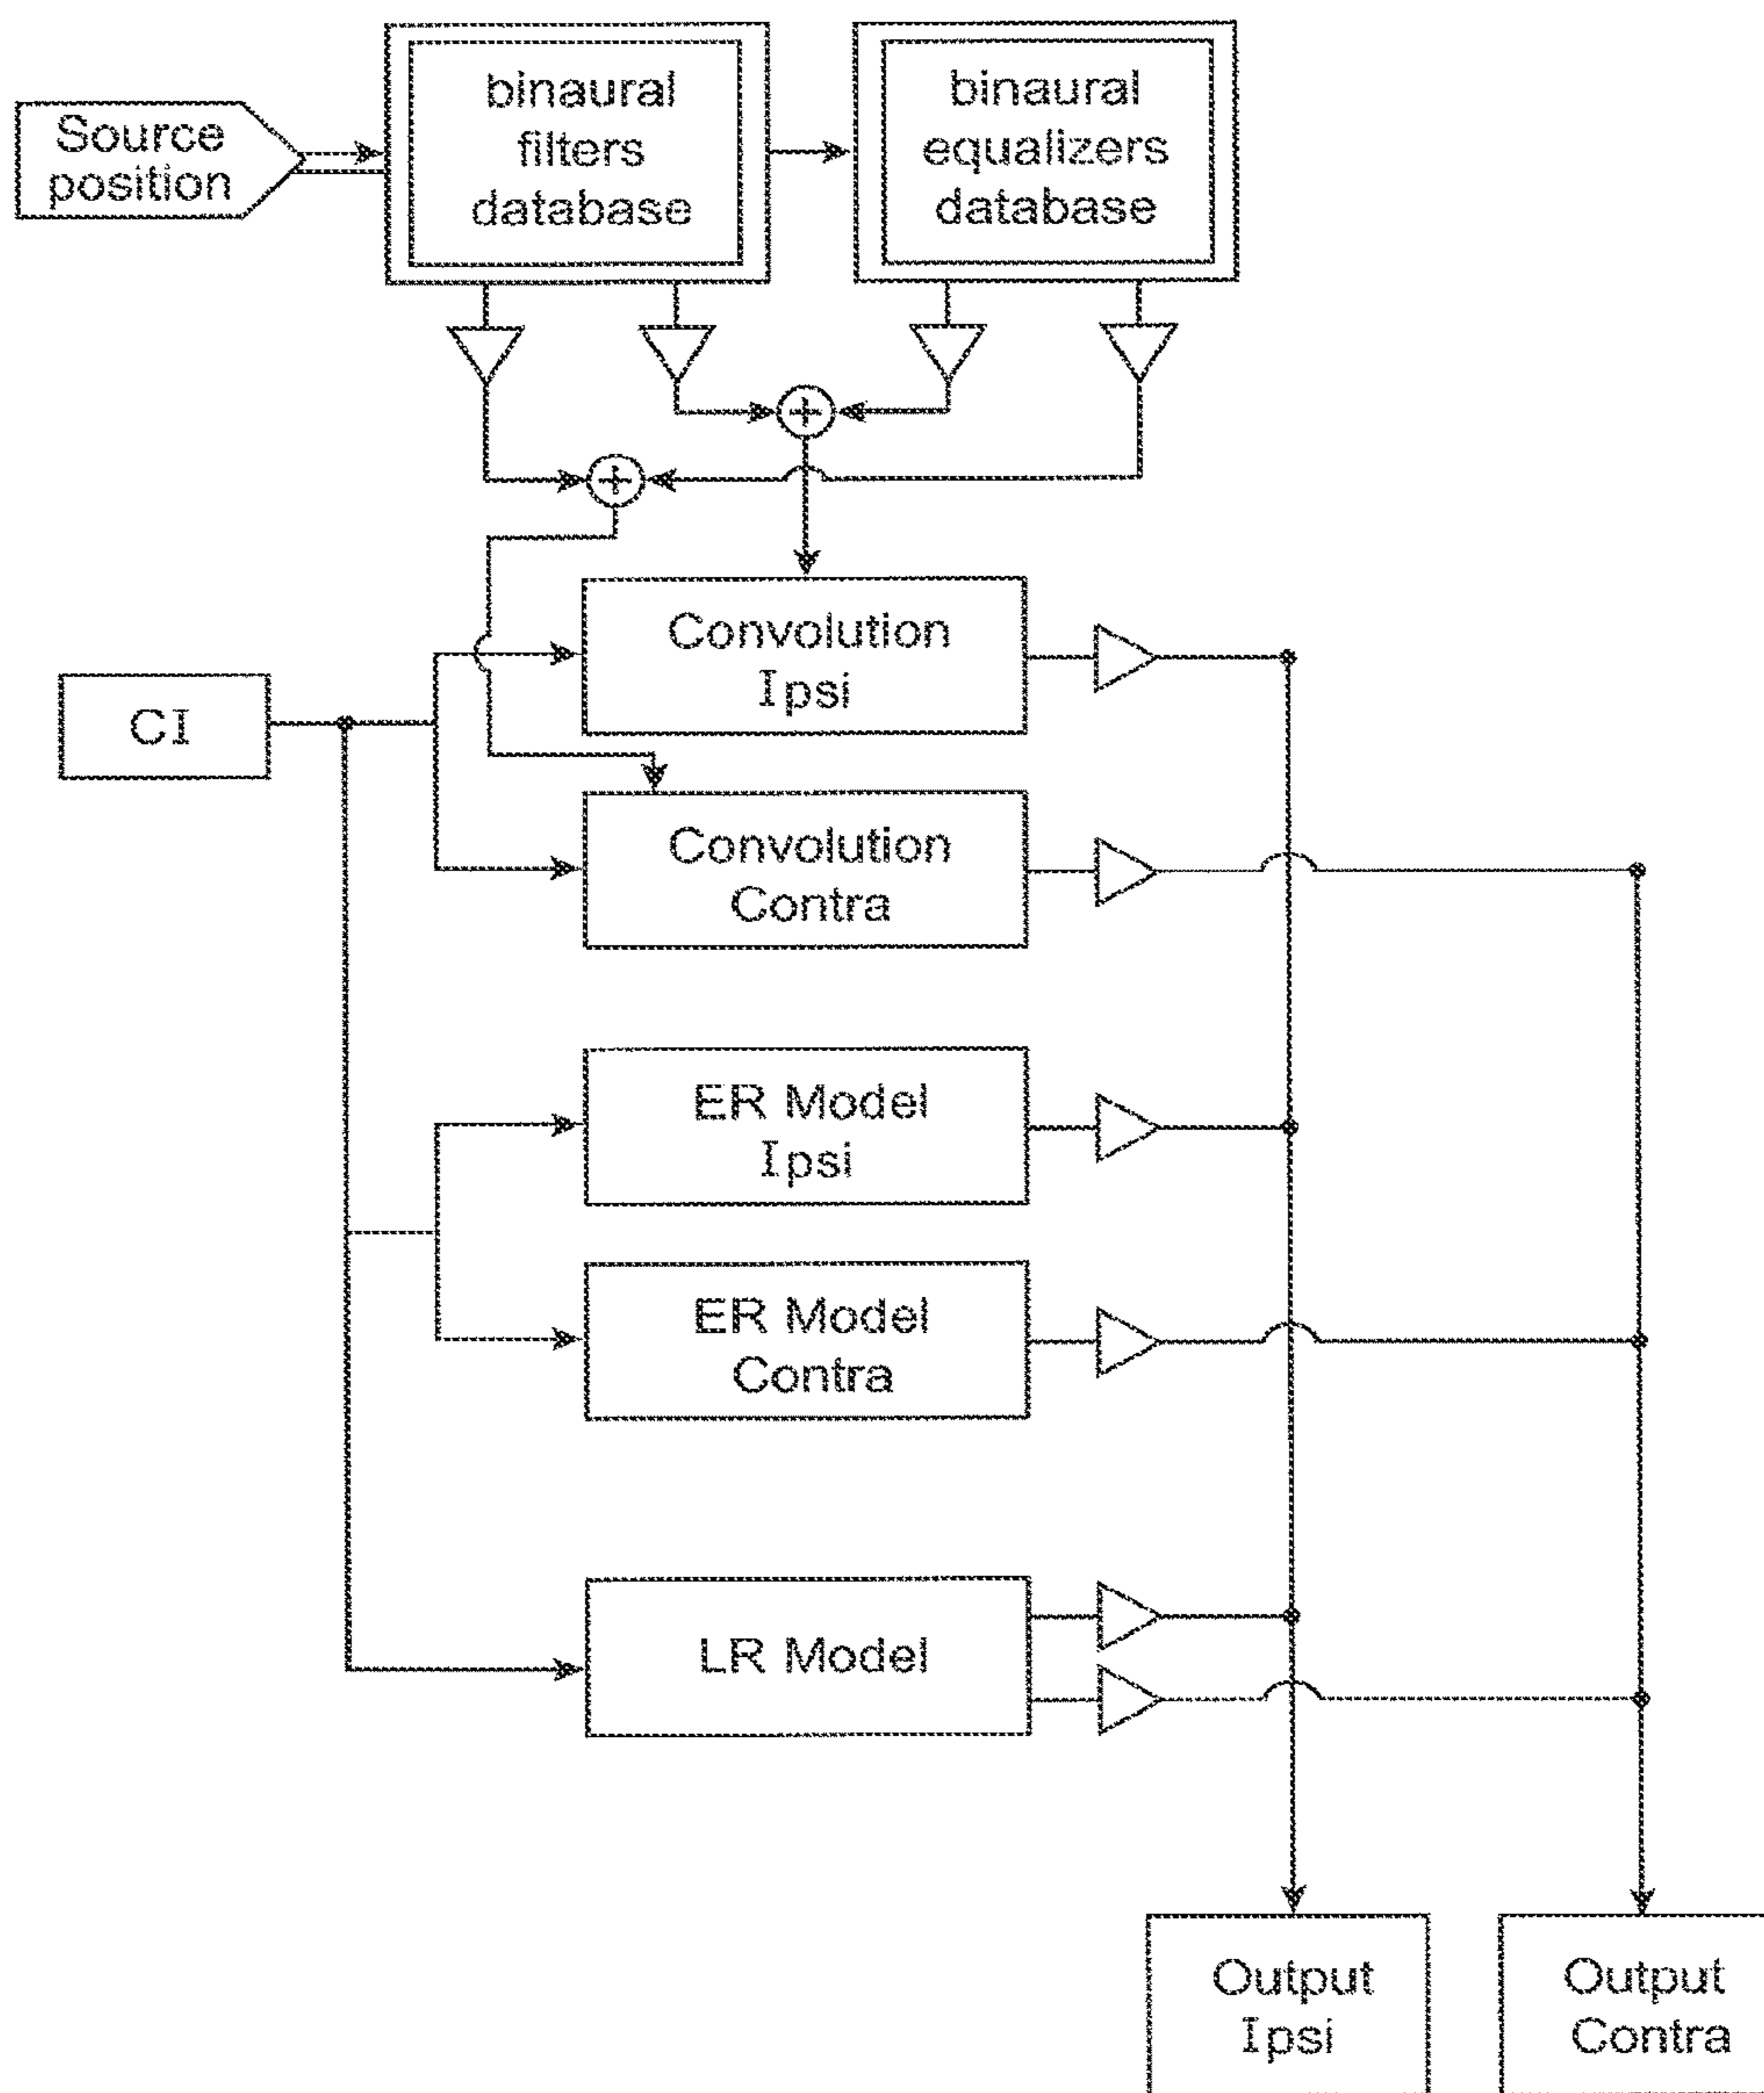 Source
position
binaural
filters
database
binaural
equalizers
database
Convolution
Ipsi
CI
Convolution
Contra
ER Model
Ipsi
ER Model
Contra
LR Model
Output
Ipsi
Output
Contra